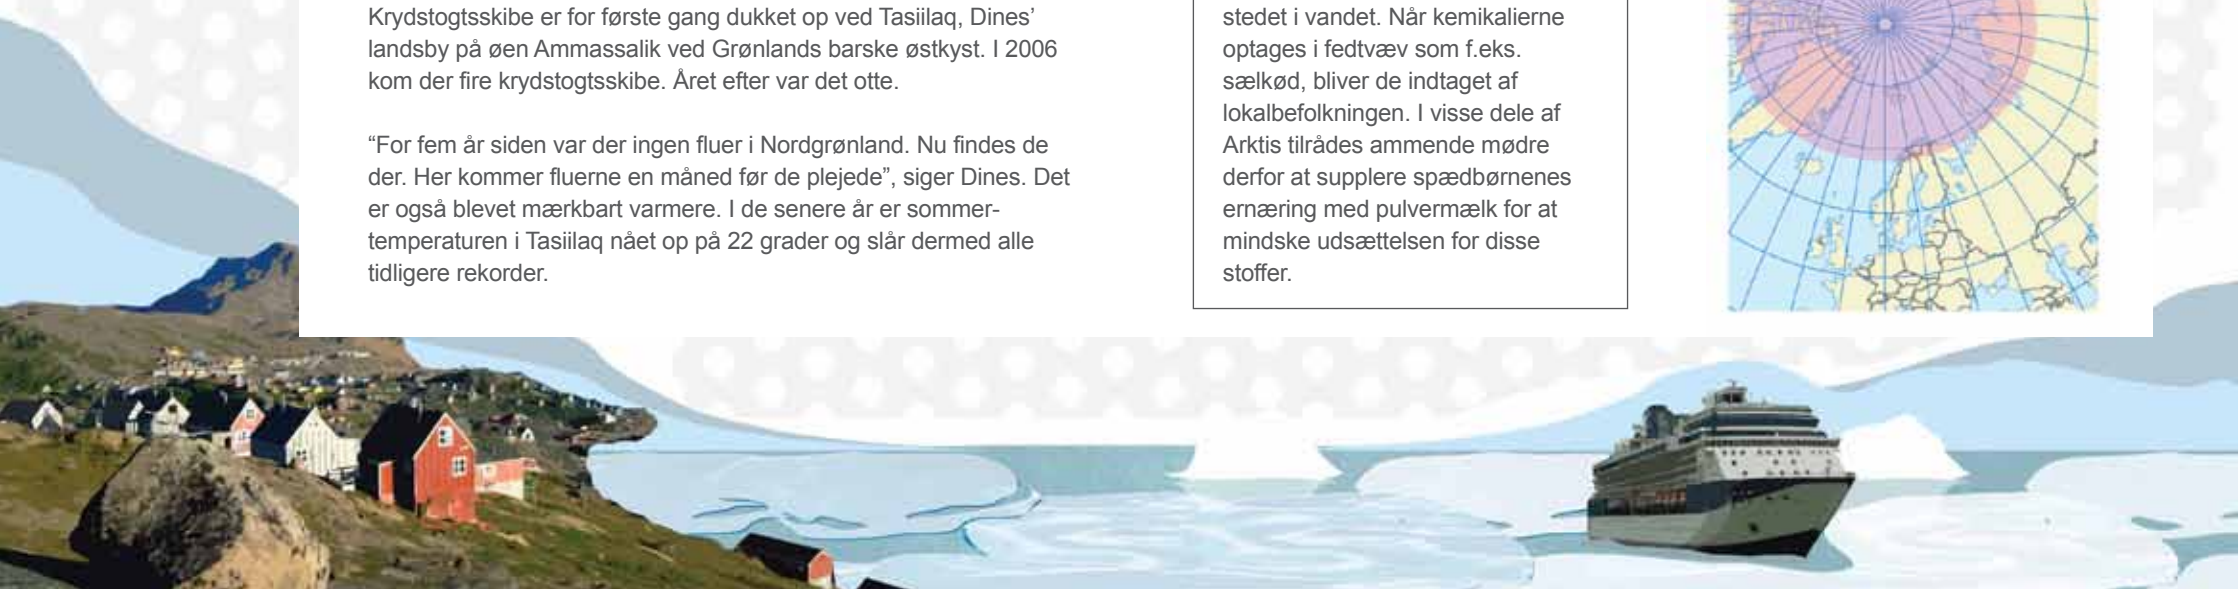 Krydstogtsskibe er for første gang dukket op ved Tasiilaq, Dines’
landsby på øen Ammassalik ved Grønlands barske østkyst. I 2006
kom der fire krydstogtsskibe. Året efter var det otte.
“For fem år siden var der ingen fluer i Nordgrønland. Nu findes de
der. Her kommer fluerne en måned før de plejede”, siger Dines. Det
er også blevet mærkbart varmere. I de senere år er sommer-
temperaturen i Tasiilaq nået op på 22 grader og slår dermed alle
tidligere rekorder.
stedet i vandet. Når kemikalierne
optages i fedtvæv som f.eks.
sælkød, bliver de indtaget af
lokalbefolkningen. I visse dele af
Arktis tilrådes ammende mødre
derfor at supplere spædbørnenes
ernæring med pulvermælk for at
mindske udsættelsen for disse
stoffer.